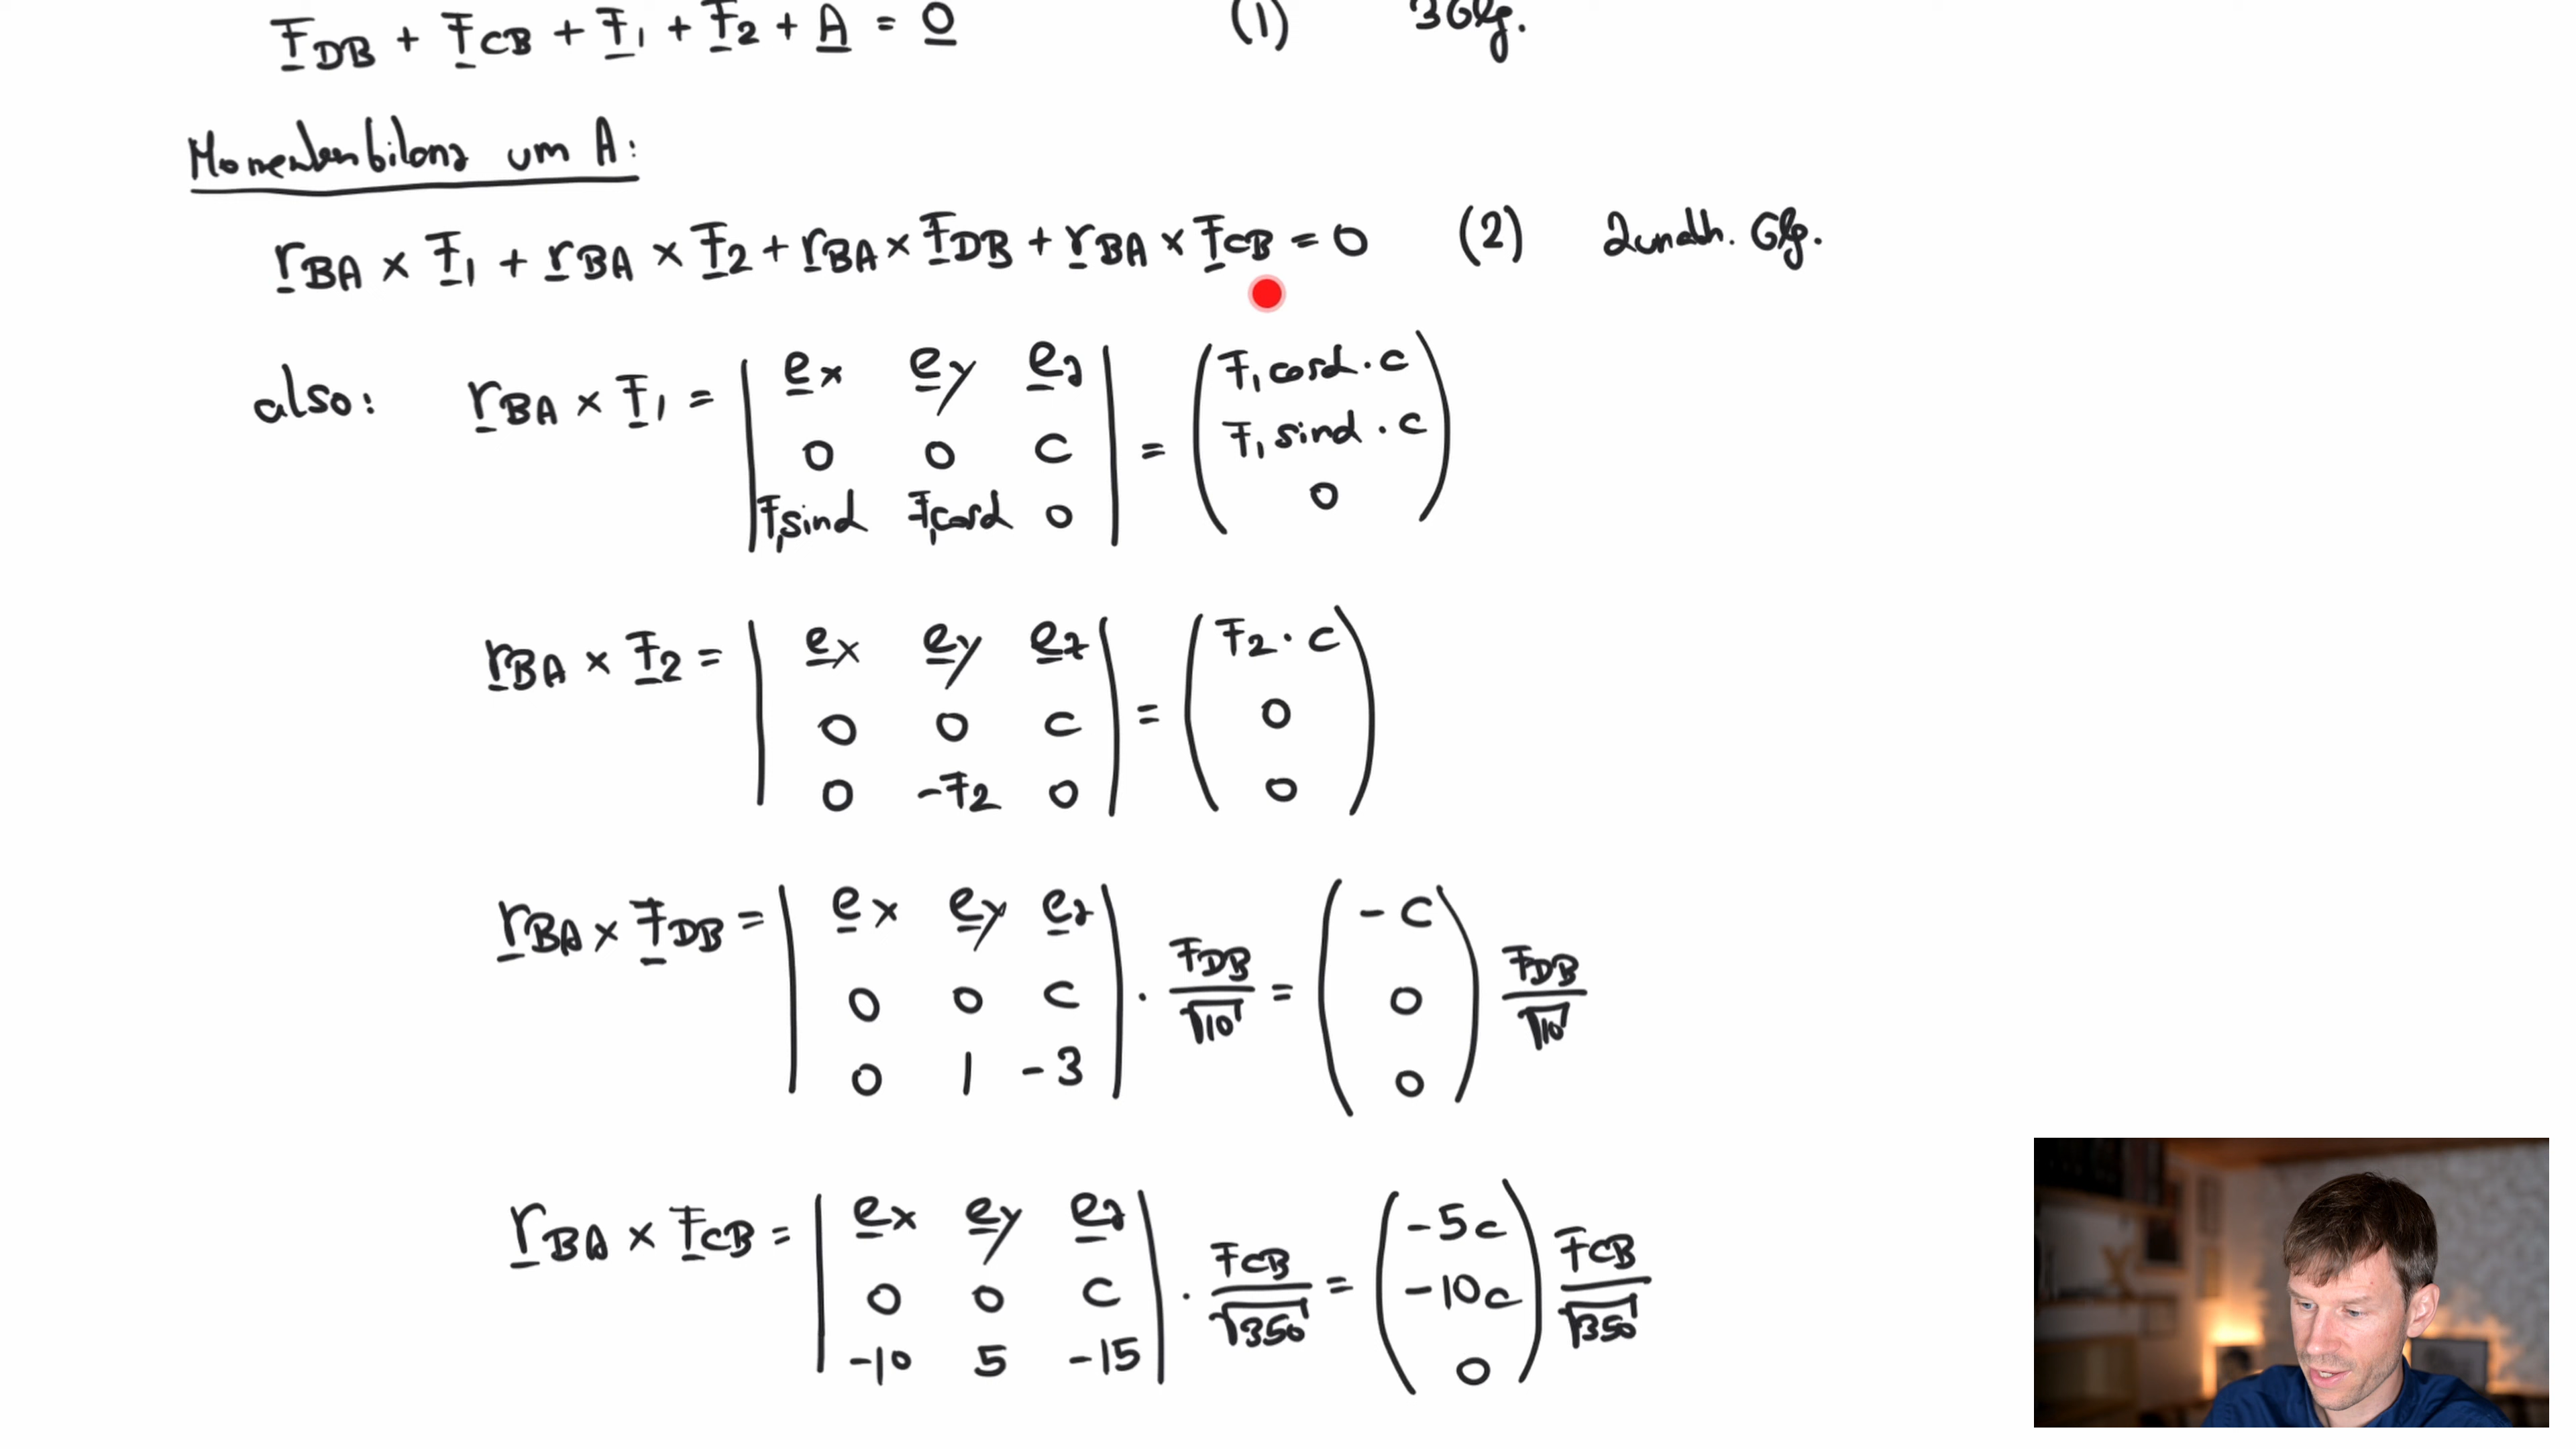 F_DB + F_CB + F_1 + F_2 + A = 0 (1) 3 Glg.
Momentenbilanz um A:
r_BA × F_1 + r_BA × F_2 + r_BA × F_DB + r_BA × F_CB = 0 (2) 2 unabh. Glg.
also: r_BA × F_1 = | e_x e_y e_z | = ( F_1 cosα · c )
| 0 0 c | ( F_1 sinα · c )
| F_1 sinα F_1 cosα 0 | ( 0 )
r_BA × F_2 = | e_x e_y e_z | = ( F_2 · c )
| 0 0 c | ( 0 )
| 0 -F_2 0 | ( 0 )
r_BA × F_DB = | e_x e_y e_z | · F_DB/√10 = ( -c ) F_DB/√10
| 0 0 c | ( 0 )
| 0 1 -3 | ( 0 )
r_BA × F_CB = | e_x e_y e_z | · F_CB/√350 = ( -5c ) F_CB/√350
| 0 0 c | ( -10c )
| -10 5 -15 | ( 0 )